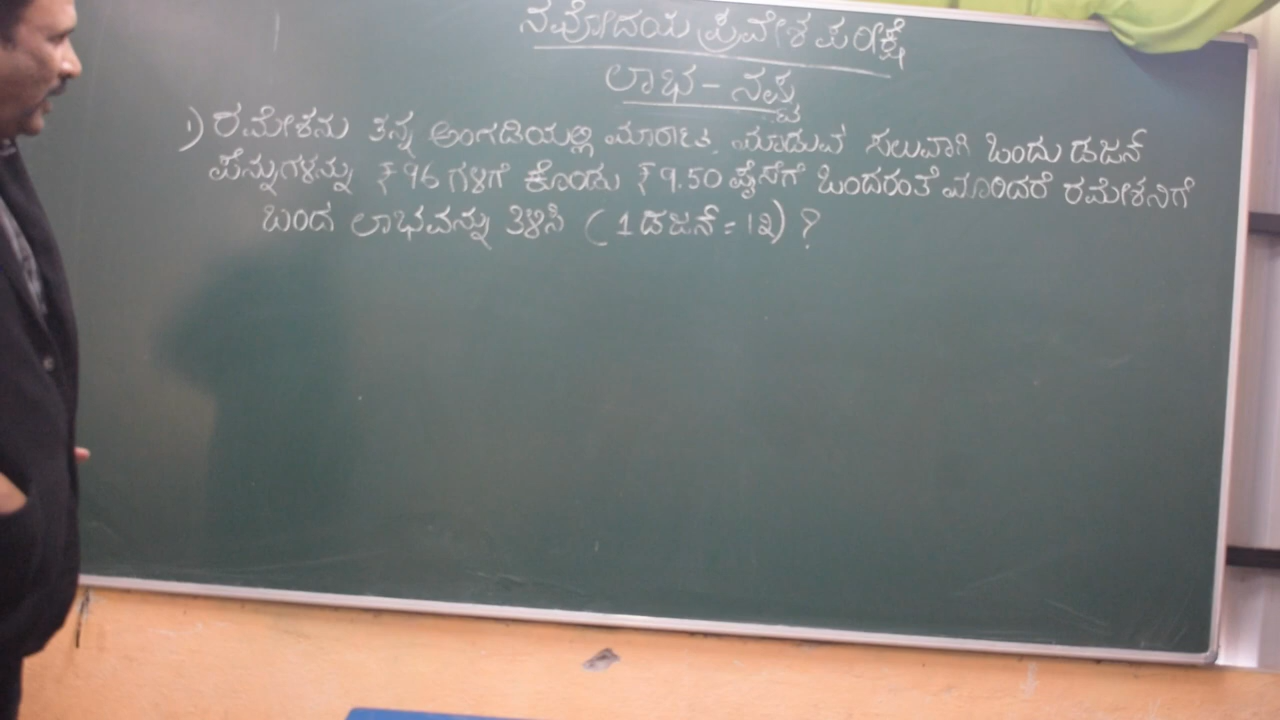 ನವೋದಯ ಪ್ರವೇಶ ಪರೀಕ್ಷೆ
ಲಾಭ - ನಷ್ಟ
1) ರಮೇಶನು ತನ್ನ ಅಂಗಡಿಯಲ್ಲಿ ಮಾರಾಟ ಮಾಡುವ ಸಲುವಾಗಿ ಒಂದು ಡಜನ್
ಪೆನ್ನುಗಳನ್ನು ₹96 ಗಳಿಗೆ ಕೊಂಡು ₹9.50 ಪೈಸೆಗೆ ಒಂದರಂತೆ ಮಾರಿದರೆ ರಮೇಶನಿಗೆ
ಬಂದ ಲಾಭವನ್ನು ತಿಳಿಸಿ ( 1 ಡಜನ್ = 12) ?